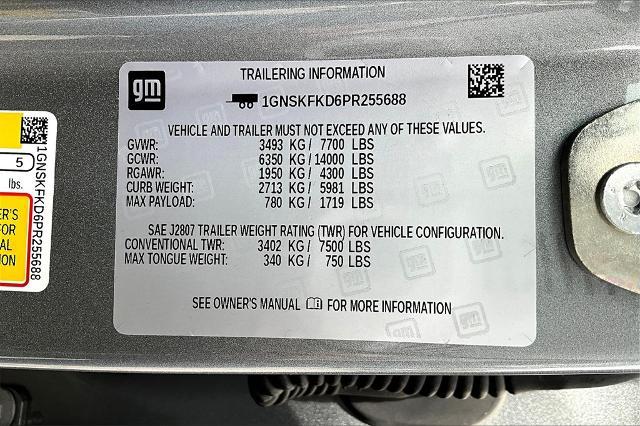 gm
TRAILERING INFORMATION
1GNSKFKD6PR255688
VEHICLE AND TRAILER MUST NOT EXCEED ANY OF THESE VALUES.
GVWR: 3493 KG/ 7700 LBS
GCWR: 6350 KG/ 14000 LBS
RGAWR: 1950 KG/ 4300 LBS
CURB WEIGHT: 2713 KG/ 5981 LBS
MAX PAYLOAD: 780 KG/ 1719 LBS
SAE J2807 TRAILER WEIGHT RATING (TWR) FOR VEHICLE CONFIGURATION.
CONVENTIONAL TWR: 3402 KG/ 7500 LBS
MAX TONGUE WEIGHT: 340 KG/ 750 LBS
SEE OWNER'S MANUAL FOR MORE INFORMATION
1GNSKFKD6PR255688
5
lbs.
FOR